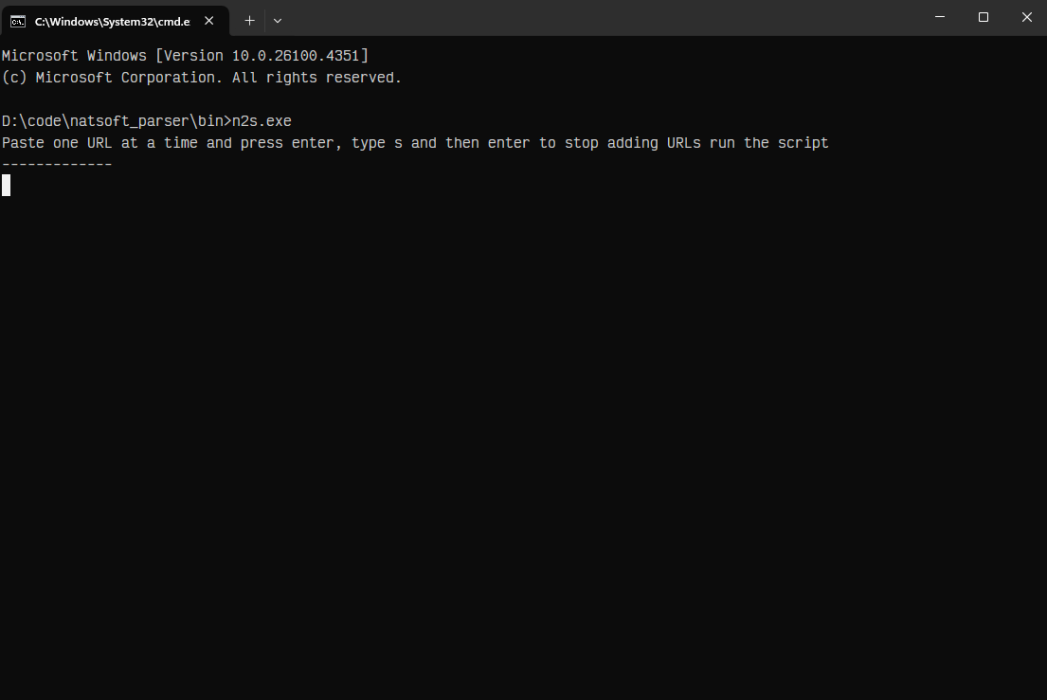 C:\Windows\System32\cmd.e
Microsoft Windows [Version 10.0.26100.4351]
(c) Microsoft Corporation. All rights reserved.
D:\code\natsoft_parser\bin>n2s.exe
Paste one URL at a time and press enter, type s and then enter to stop adding URLs run the script
-------------